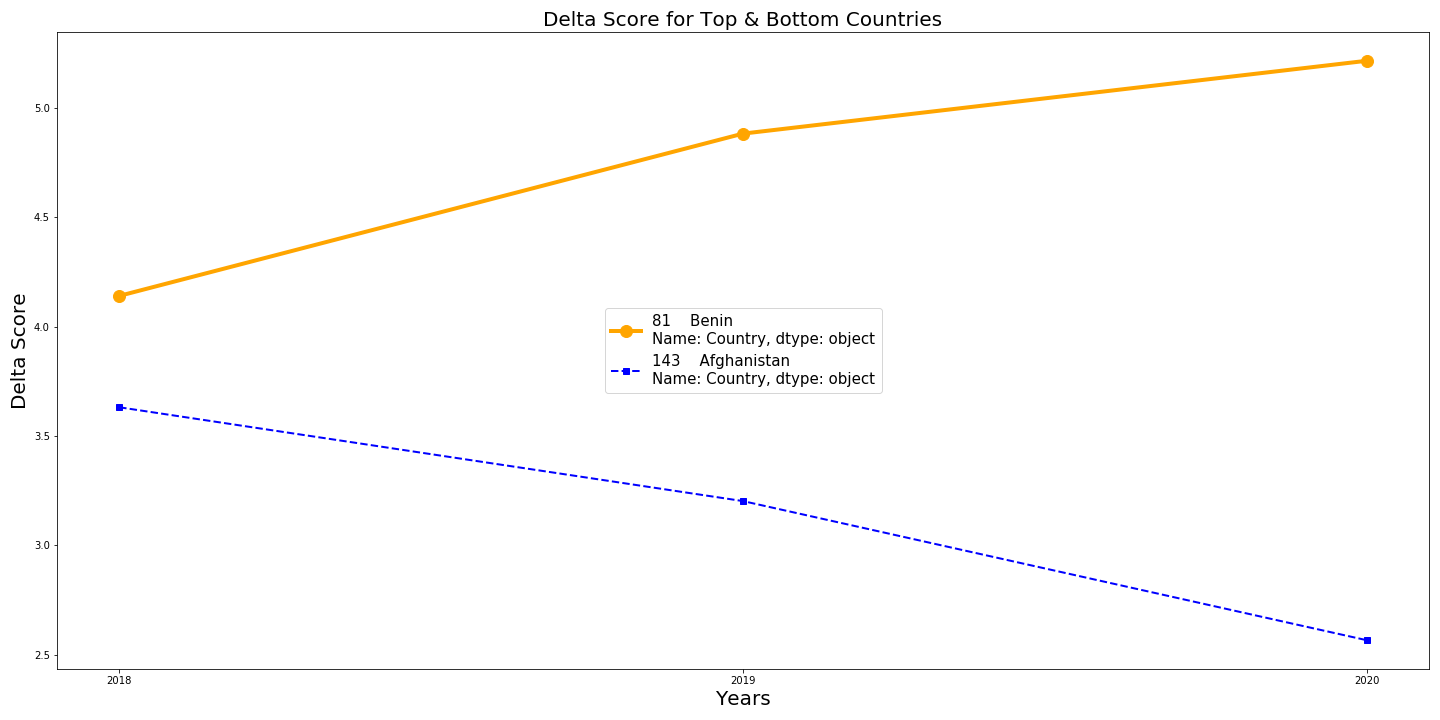 Delta Score for Top & Bottom Countries
Delta Score
5.0
4.5
4.0
3.5
3.0
2.5
81    Benin
Name: Country, dtype: object
143    Afghanistan
Name: Country, dtype: object
2018
2019
2020
Years